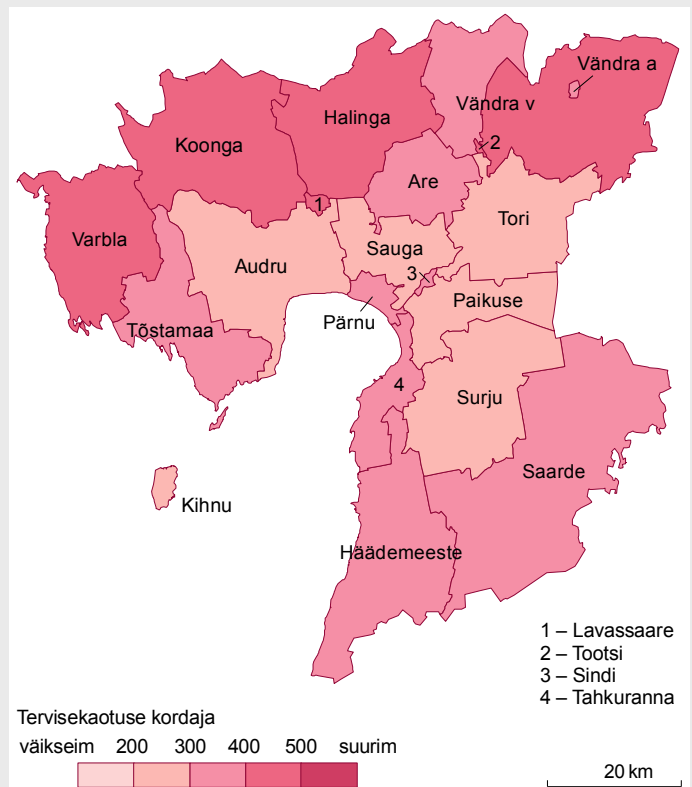 Vändra a
Vändra v
Halinga
Koonga
2
Are
1
Tori
Varbla
Sauga
Audru
3
Paikuse
Pärnu
Tõstamaa
4
Surju
Saarde
Kihnu
Häädemeeste
1 – Lavassaare
2 – Tootsi
3 – Sindi
4 – Tahkuranna
Tervisekaotuse kordaja
väikseim 200 300 400 500 suurim
20 km